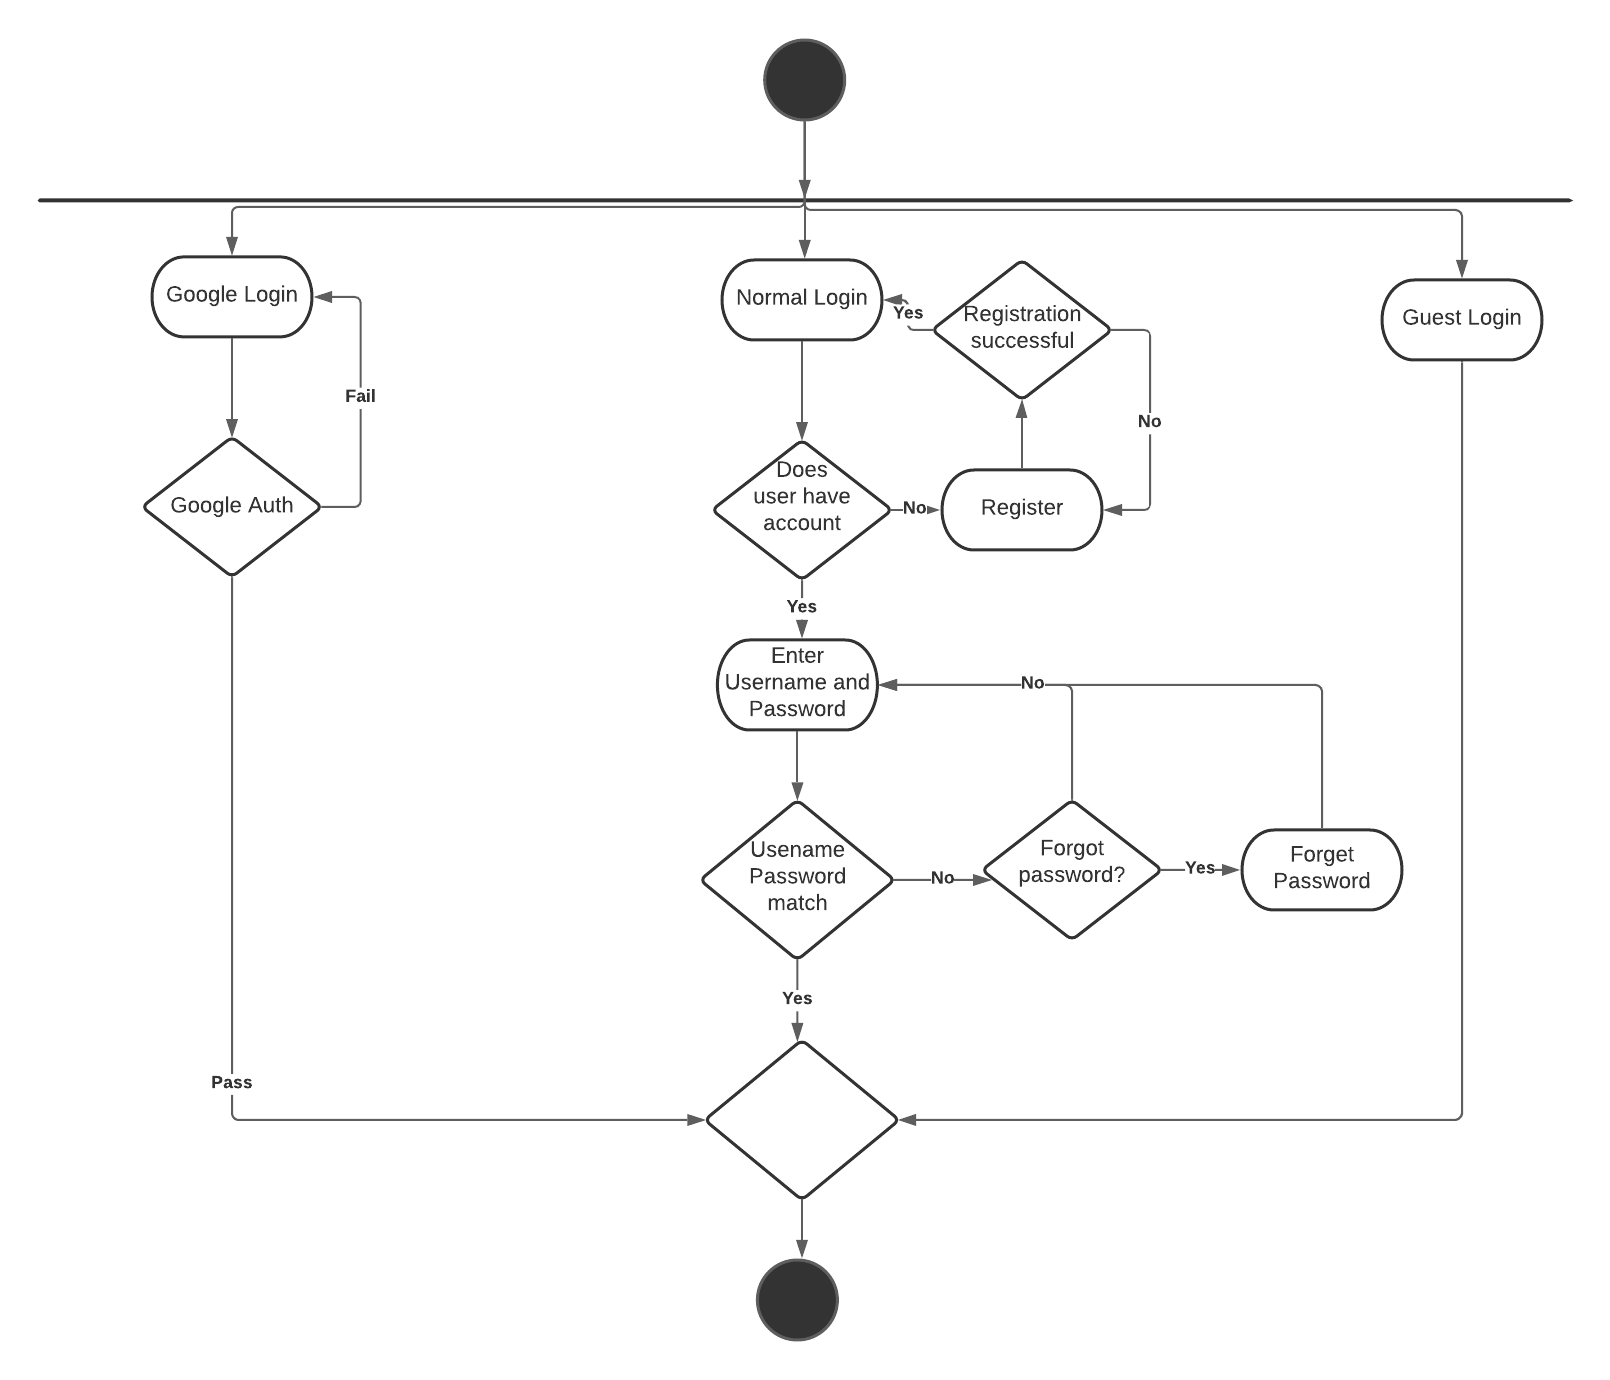 Google Login
Normal Login
Yes
Registration
successful
Guest Login
Fail
No
Google Auth
Does
user have
account
No
Register
Yes
Enter
Username and
Password
No
Usename
Password
match
No
Forgot
password?
Yes
Forget
Password
Yes
Pass